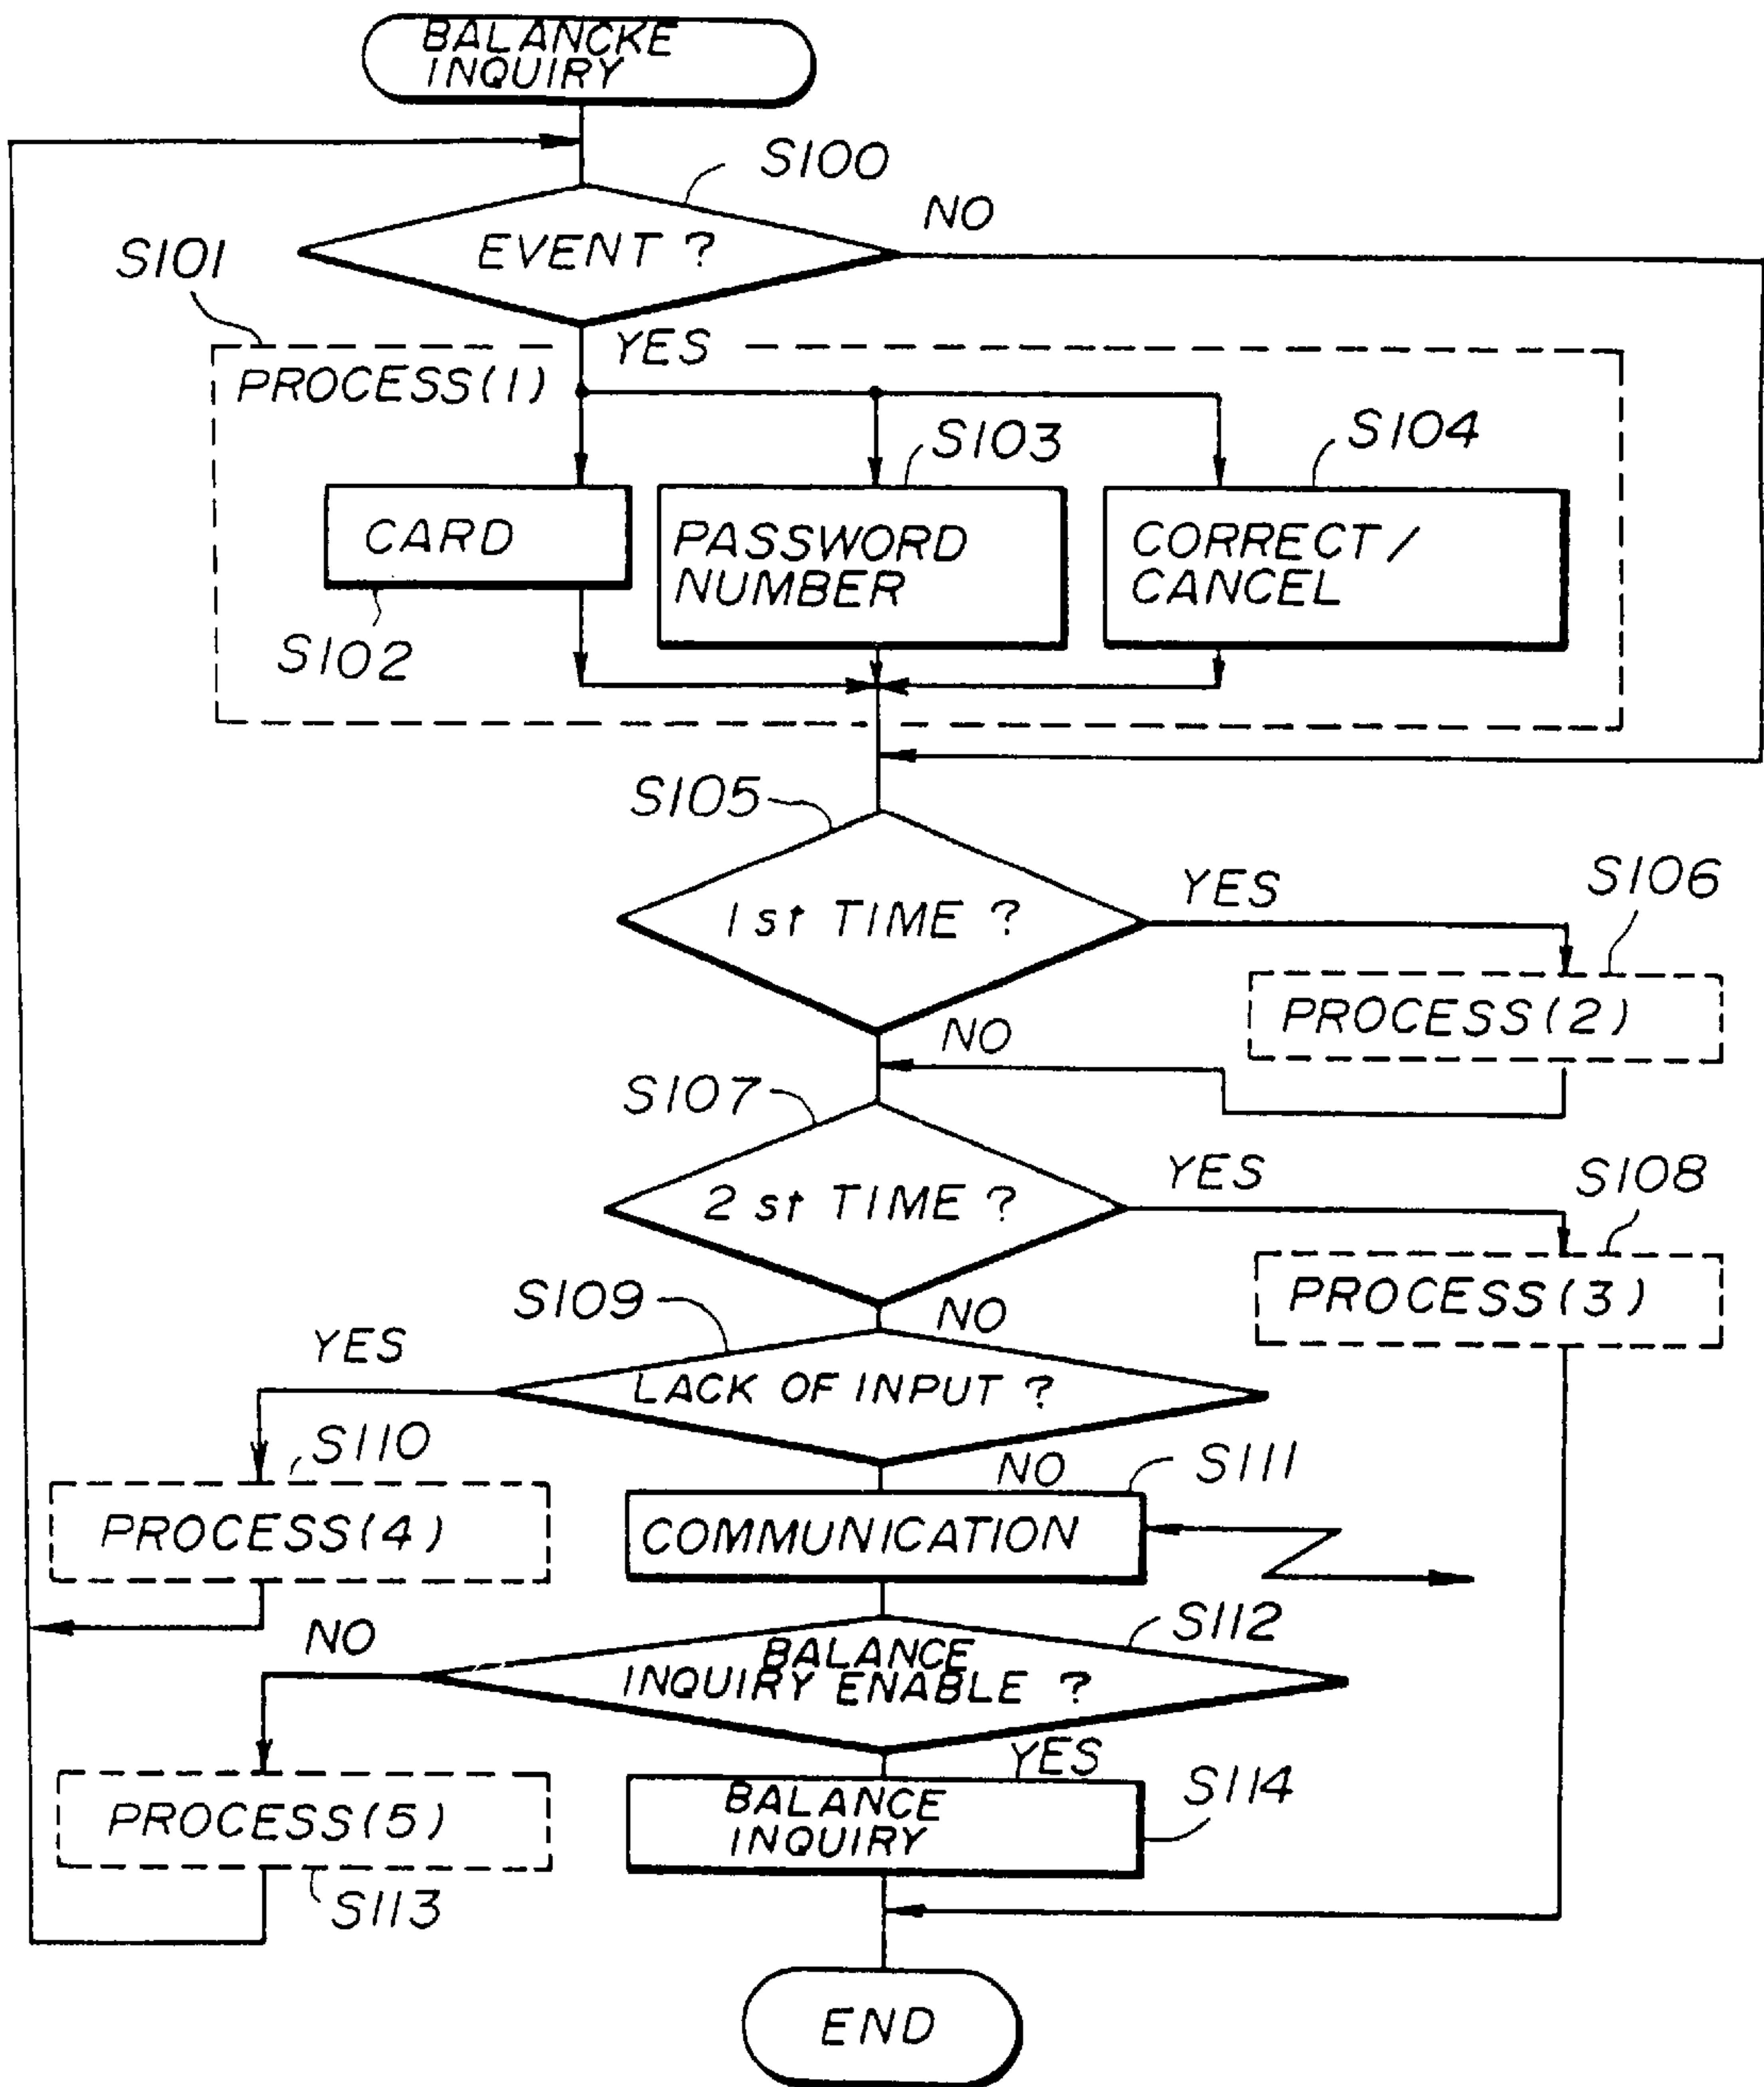 BALANCKE
INQUIRY
S100
NO
EVENT ?
S101
YES
PROCESS(1)
S103
S104
CARD
PASSWORD
NUMBER
CORRECT/
CANCEL
S102
S105
YES
S106
1st TIME ?
PROCESS(2)
NO
S107
YES
S108
2st TIME ?
PROCESS(3)
S109
NO
YES
LACK OF INPUT ?
S110
NO
S111
PROCESS(4)
COMMUNICATION
S112
NO
BALANCE
INQUIRY ENABLE ?
YES
S114
PROCESS(5)
BALANCE
INQUIRY
S113
END